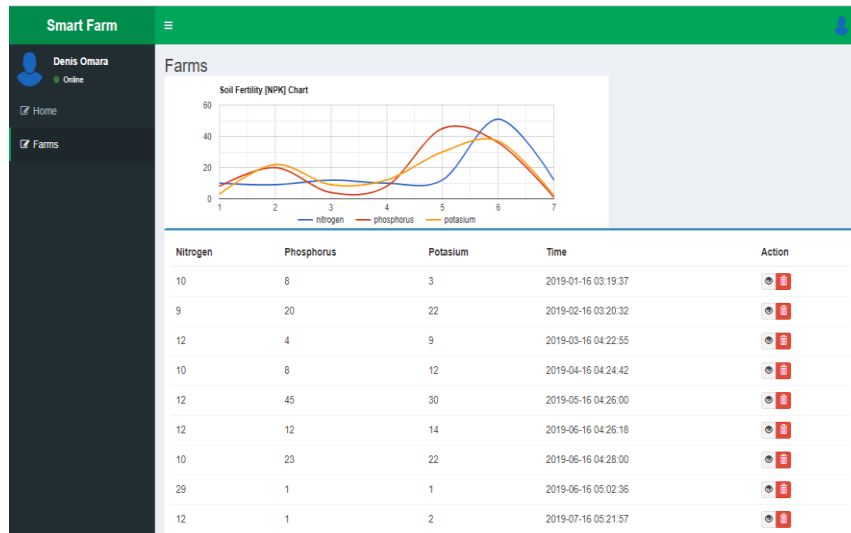 Smart Farm
Denis Omara
Online
Home
Farms
Farms
Soil Fertility [NPK] Chart
60
40
20
0
1 2 3 4 5 6 7
nitrogen phosphorus potasium
Nitrogen Phosphorus Potasium Time Action
10 8 3 2019-01-16 03:19:37
9 20 22 2019-02-16 03:20:32
12 4 9 2019-03-16 04:22:55
10 8 12 2019-04-16 04:24:42
12 45 30 2019-05-16 04:26:00
12 12 14 2019-06-16 04:26:18
10 23 22 2019-06-16 04:28:00
29 1 1 2019-06-16 05:02:36
12 1 2 2019-07-16 05:21:57